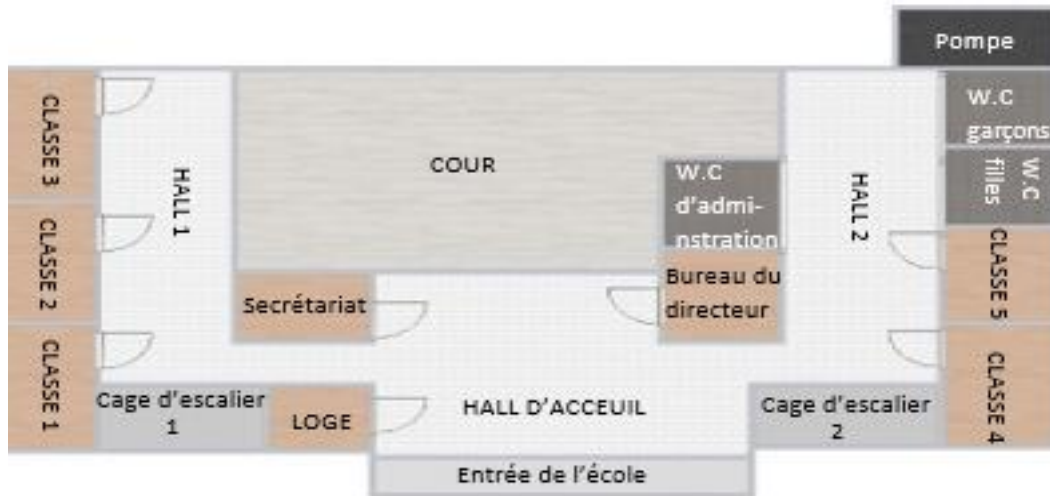 Pompe
W.C
garçons
W.C
filles
CLASSE 3
HALL 1
COUR
W.C
d'admi-
nstration
HALL 2
CLASSE 2
Secrétariat
Bureau du
directeur
CLASSE 5
CLASSE 1
Cage d'escalier
1
LOGE
HALL D'ACCEUIL
Cage d'escalier
2
CLASSE 4
Entrée de l'école